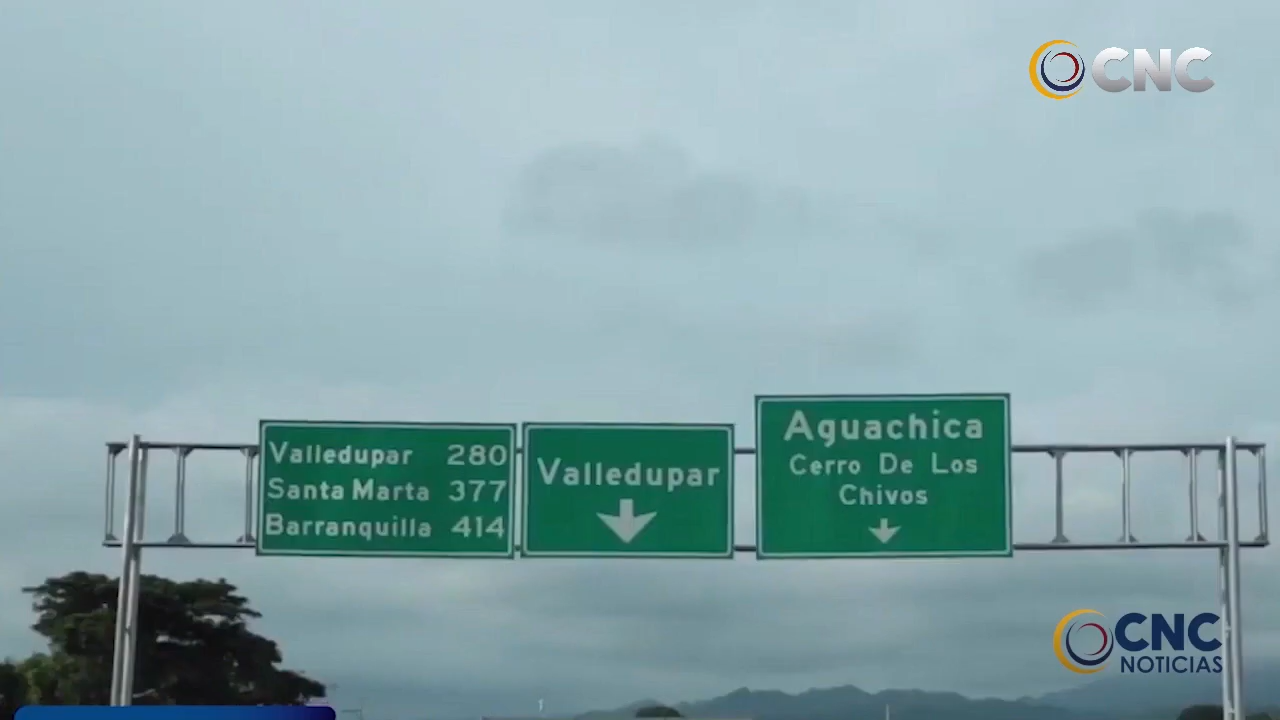 CNC
Valledupar 280
Santa Marta 377
Barranquilla 414
Valledupar
Aguachica
Cerro De Los
Chivos
CNC
NOTICIAS